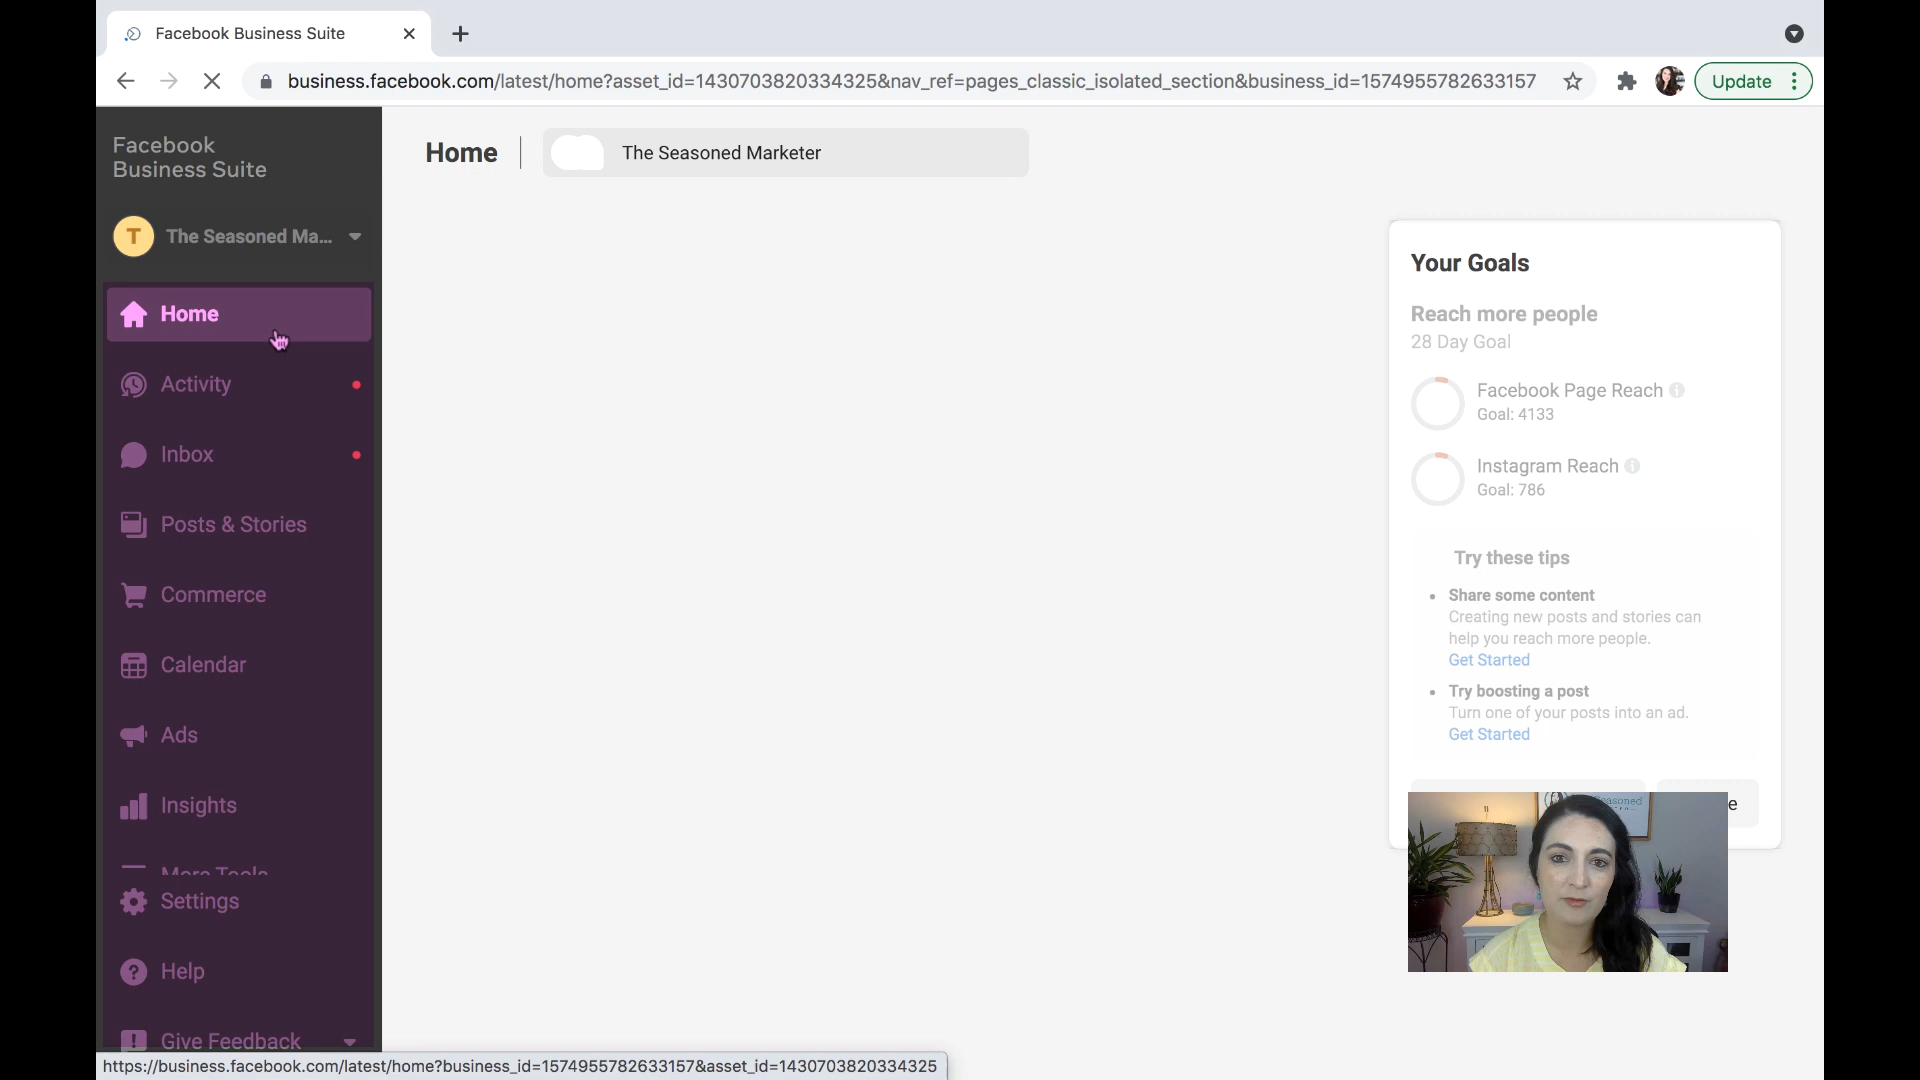 Facebook Business Suite
business.facebook.com/latest/home?asset_id=1430703820334325&nav_ref=pages_classic_isolated_section&business_id=1574955782633157
Update
Facebook
Business Suite
The Seasoned Ma...
Home
Activity
Inbox
Posts & Stories
Commerce
Calendar
Ads
Insights
More Tools
Settings
Help
Give Feedback
Home
The Seasoned Marketer
Your Goals
Reach more people
28 Day Goal
Facebook Page Reach
Goal: 4133
Instagram Reach
Goal: 786
Try these tips
Share some content
Creating new posts and stories can
help you reach more people.
Get Started
Try boosting a post
Turn one of your posts into an ad.
Get Started
https://business.facebook.com/latest/home?business_id=1574955782633157&asset_id=1430703820334325